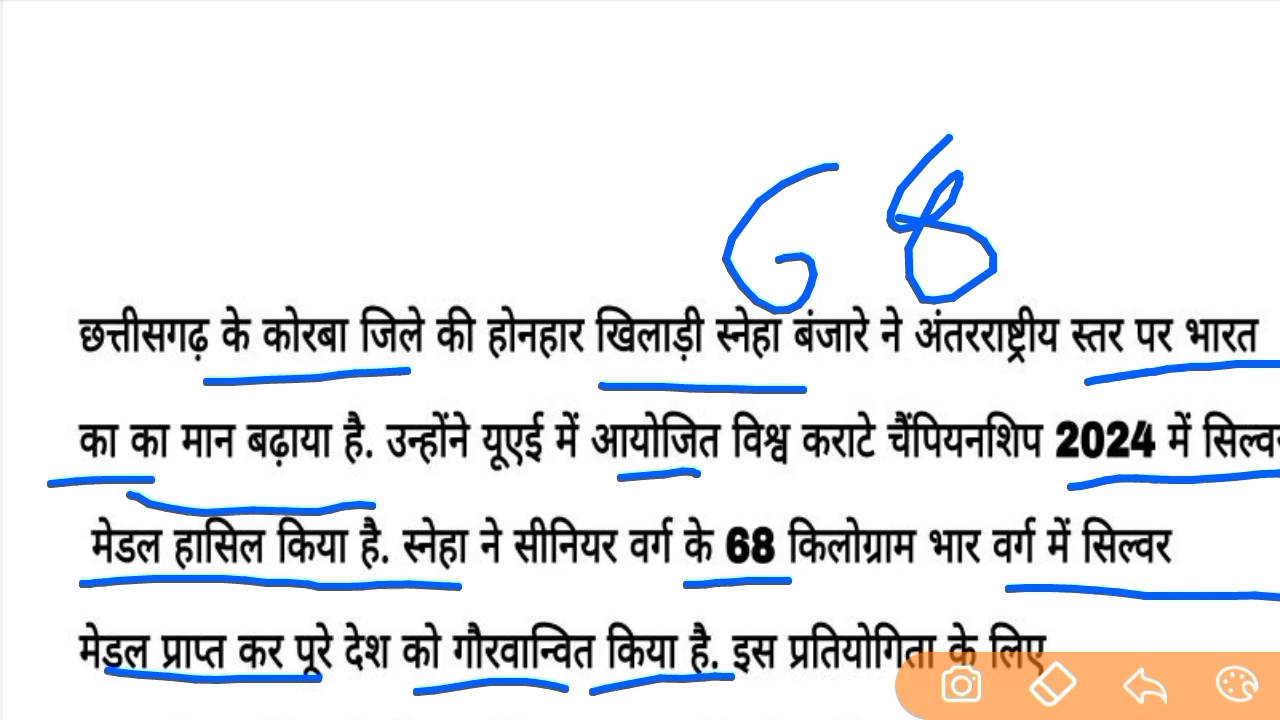 68
छत्तीसगढ़ के कोरबा जिले की होनहार खिलाड़ी स्नेहा बंजारे ने अंतरराष्ट्रीय स्तर पर भारत
का का मान बढ़ाया है. उन्होंने यूएई में आयोजित विश्व कराटे चैंपियनशिप 2024 में सिल्वर
मेडल हासिल किया है. स्नेहा ने सीनियर वर्ग के 68 किलोग्राम भार वर्ग में सिल्वर
मेडल प्राप्त कर पूरे देश को गौरवान्वित किया है. इस प्रतियोगिता के लिए